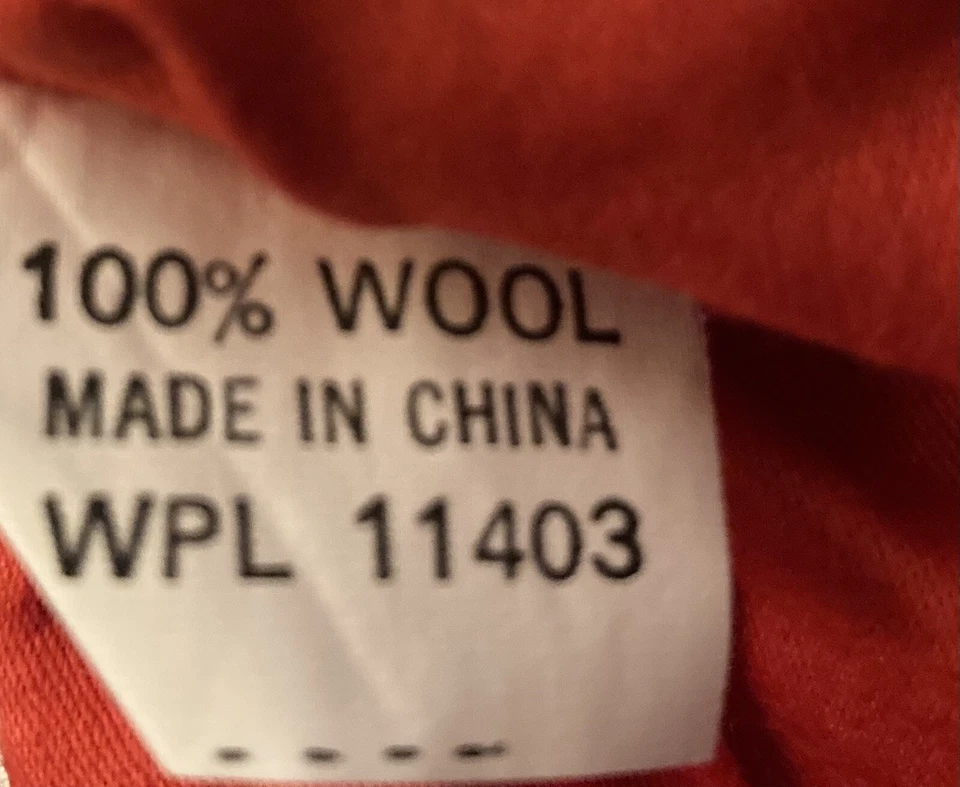 100% WOOL
MADE IN CHINA
WPL 11403